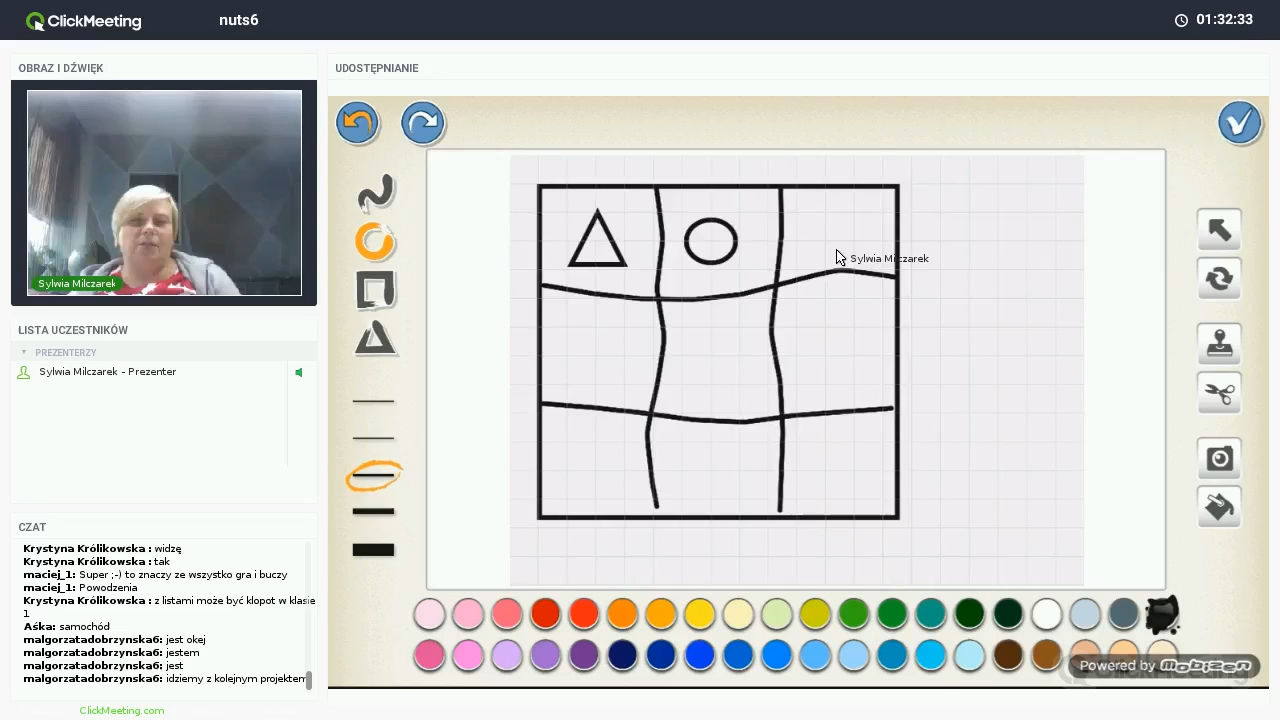 ClickMeeting
nuts6
01:32:33
OBRAZ I DŹWIĘK
UDOSTĘPNIANIE
Sylwia Milczarek
Sylwia Milczarek
LISTA UCZESTNIKÓW
PREZENTERZY
Sylwia Milczarek - Prezenter
CZAT
Krystyna Królikowska : widzę
Krystyna Królikowska : tak
maciej_1: Super ;-) to znaczy ze wszystko gra i buczy
maciej_1: Powodzenia
Krystyna Królikowska : z listami może być klopot w klasie
1
Aśka: samochód
malgorzatadobrzynska6: jest okej
malgorzatadobrzynska6: jestem
malgorzatadobrzynska6: jest
malgorzatadobrzynska6: idziemy z kolejnym projektem
Powered by Mobizen
ClickMeeting
ClickMeeting.com